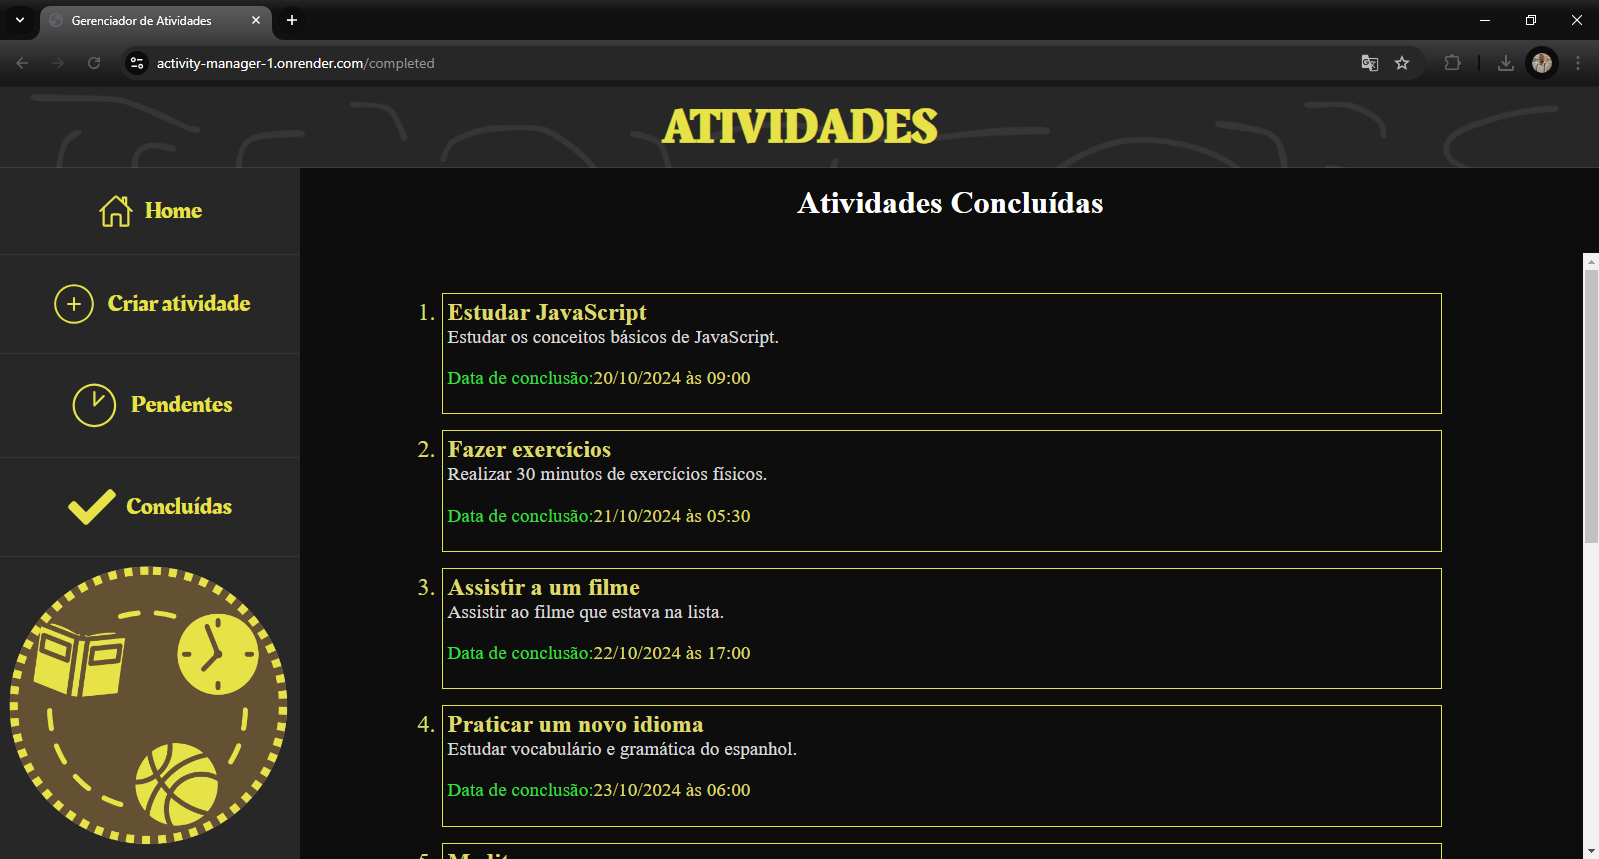 Gerenciador de Atividades
activity-manager-1.onrender.com/completed
ATIVIDADES
Home
Criar atividade
Pendentes
Concluídas
Atividades Concluídas
1. Estudar JavaScript
Estudar os conceitos básicos de JavaScript.
Data de conclusão:20/10/2024 às 09:00
2. Fazer exercícios
Realizar 30 minutos de exercícios físicos.
Data de conclusão:21/10/2024 às 05:30
3. Assistir a um filme
Assistir ao filme que estava na lista.
Data de conclusão:22/10/2024 às 17:00
4. Praticar um novo idioma
Estudar vocabulário e gramática do espanhol.
Data de conclusão:23/10/2024 às 06:00